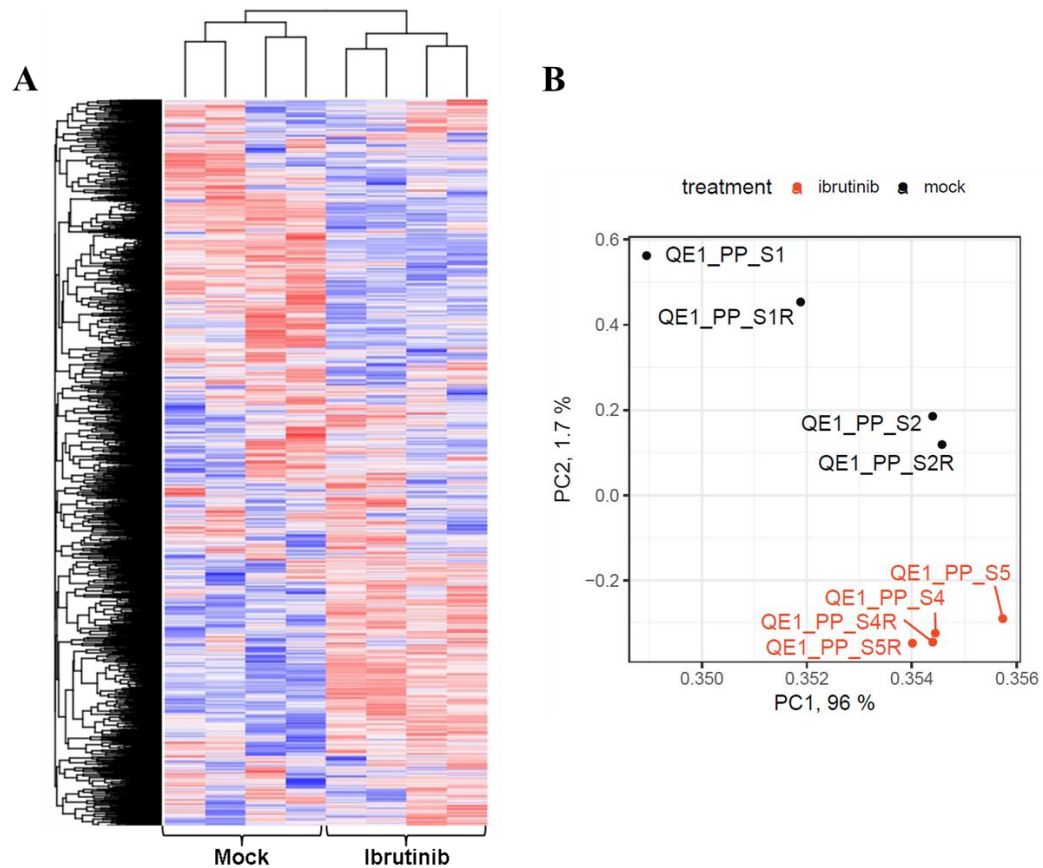 A
B
treatment ibrutinib mock
0.6
QE1_PP_S1
QE1_PP_S1R
0.4
QE1_PP_S2
0.2
QE1_PP_S2R
PC2, 1.7 %
0.0
−0.2
QE1_PP_S5
QE1_PP_S4
QE1_PP_S4R
QE1_PP_S5R
0.350 0.352 0.354 0.356
PC1, 96 %
Mock Ibrutinib